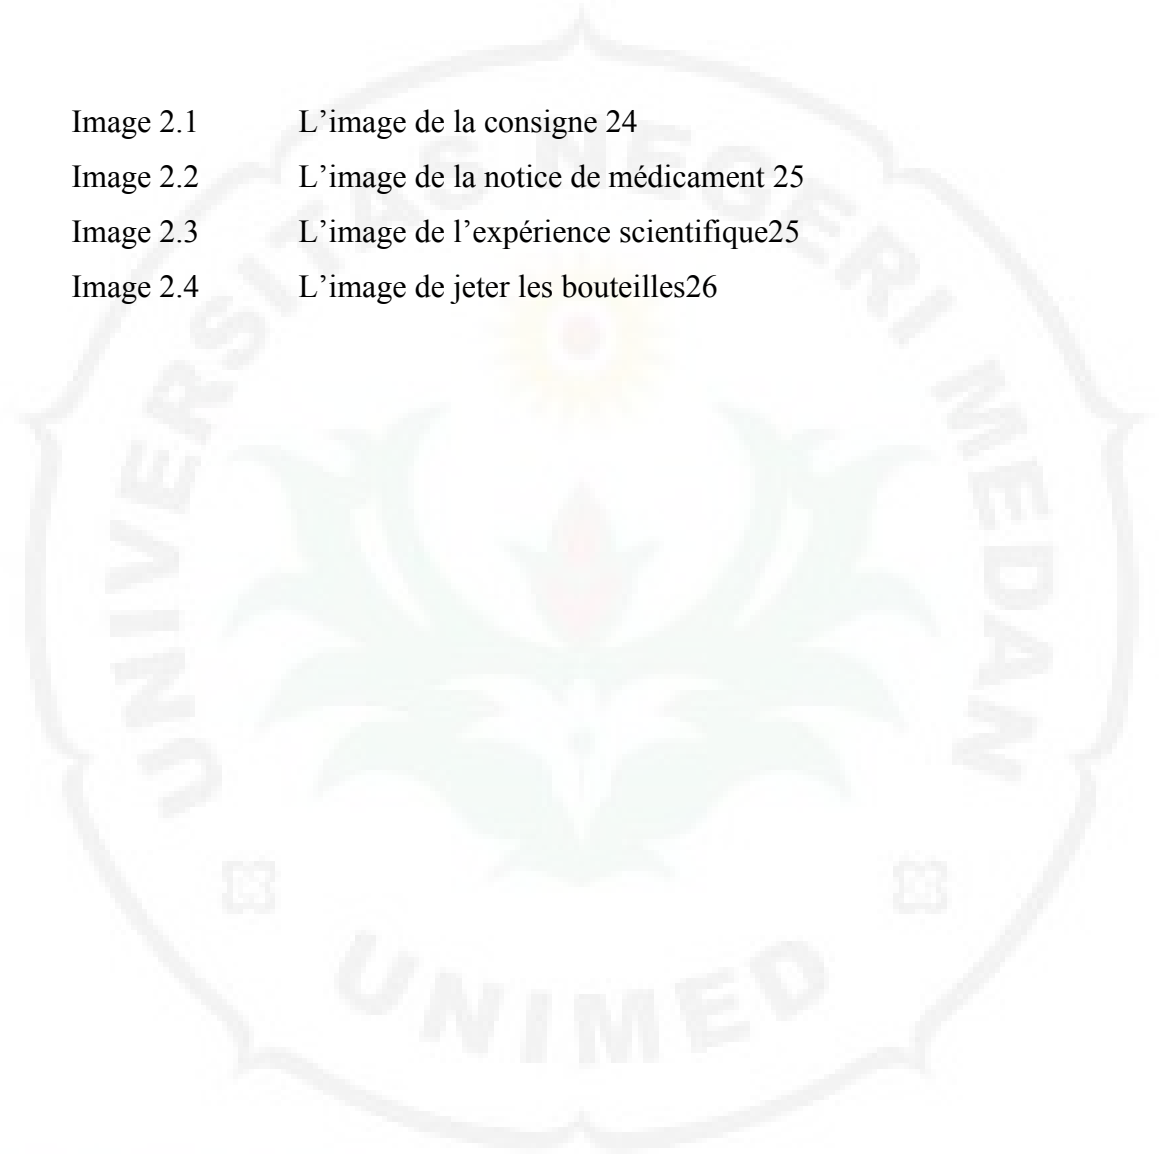 Image 2.1 L’image de la consigne 24
Image 2.2 L’image de la notice de médicament 25
Image 2.3 L’image de l’expérience scientifique25
Image 2.4 L’image de jeter les bouteilles26
UNIVERSITAS NEGERI MEDAN
UNIMED